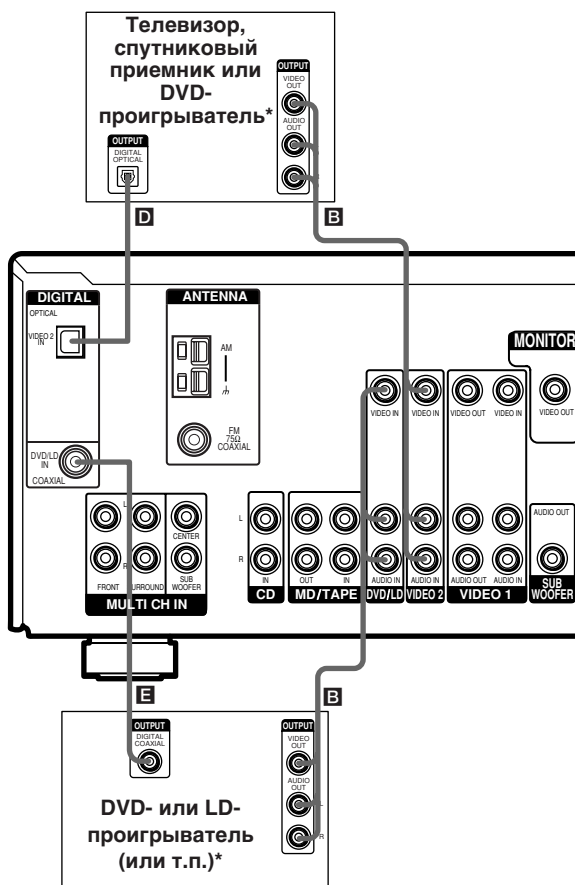 Телевизор,
спутниковый
приемник или
DVD-
проигрыватель*
OUTPUT
VIDEO
OUT
AUDIO
OUT
OUTPUT
DIGITAL
OPTICAL
D
B
DIGITAL
OPTICAL
VIDEO 2
IN
DVD/LD
IN
COAXIAL
ANTENNA
AM
FM
75Ω
COAXIAL
MONITOR
VIDEO IN
VIDEO IN
VIDEO OUT
VIDEO IN
VIDEO OUT
L
R
CENTER
FRONT
SURROUND
SUB
WOOFER
MULTI CH IN
L
R
IN
CD
OUT
IN
MD/TAPE
AUDIO IN
DVD/LD
AUDIO IN
VIDEO 2
AUDIO OUT
AUDIO IN
VIDEO 1
AUDIO OUT
SUB
WOOFER
E
B
OUTPUT
DIGITAL
COAXIAL
OUTPUT
VIDEO
OUT
AUDIO
OUT
L
R
DVD- или LD-
проигрыватель
(или т.п.)*